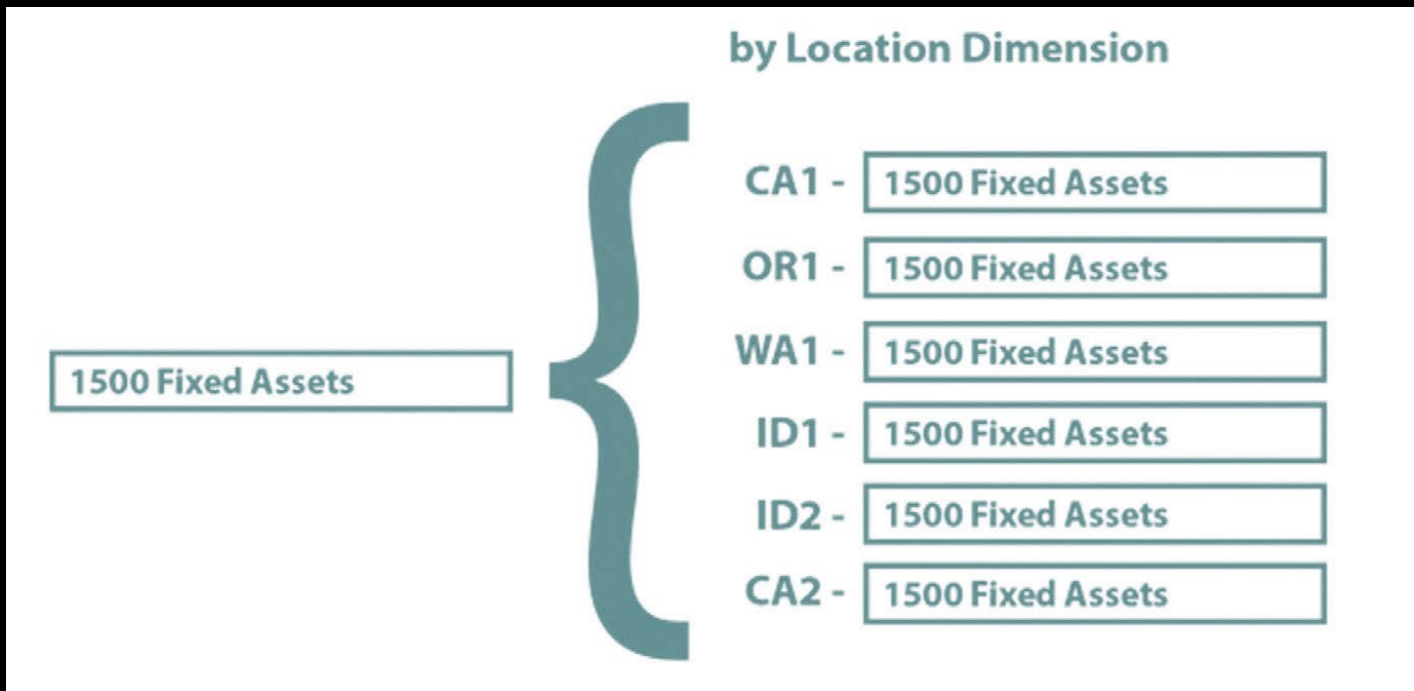 by Location Dimension
CA1 - 1500 Fixed Assets
OR1 - 1500 Fixed Assets
WA1 - 1500 Fixed Assets
1500 Fixed Assets
ID1 - 1500 Fixed Assets
ID2 - 1500 Fixed Assets
CA2 - 1500 Fixed Assets